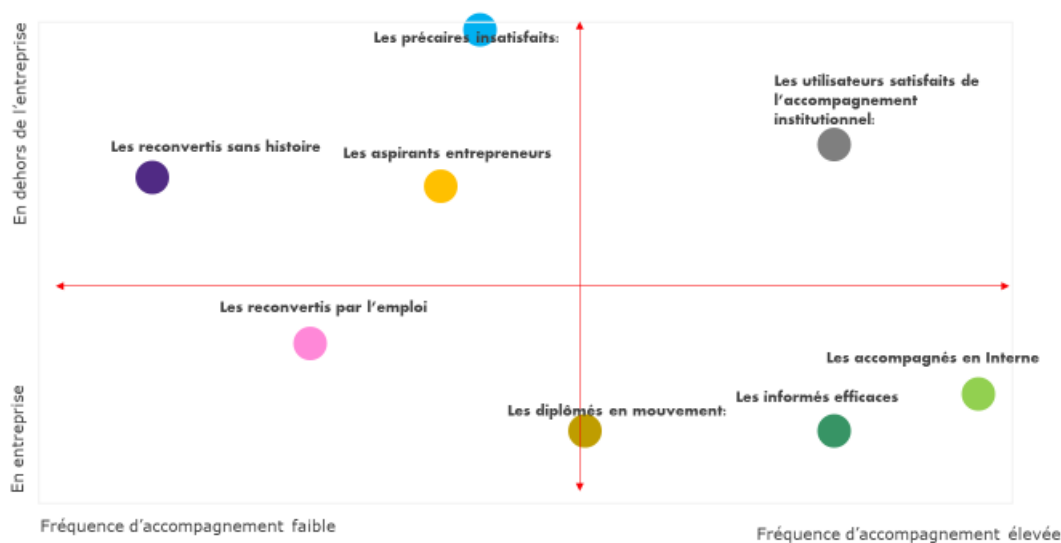 En dehors de l'entreprise
Les précaires insatisfaits:
Les utilisateurs satisfaits de
l'accompagnement
institutionnel:
Les reconvertis sans histoire
Les aspirants entrepreneurs
Les reconvertis par l'emploi
Les accompagnés en Interne
En entreprise
Les informés efficaces
Les diplômés en mouvement:
Fréquence d'accompagnement faible
Fréquence d'accompagnement élevée